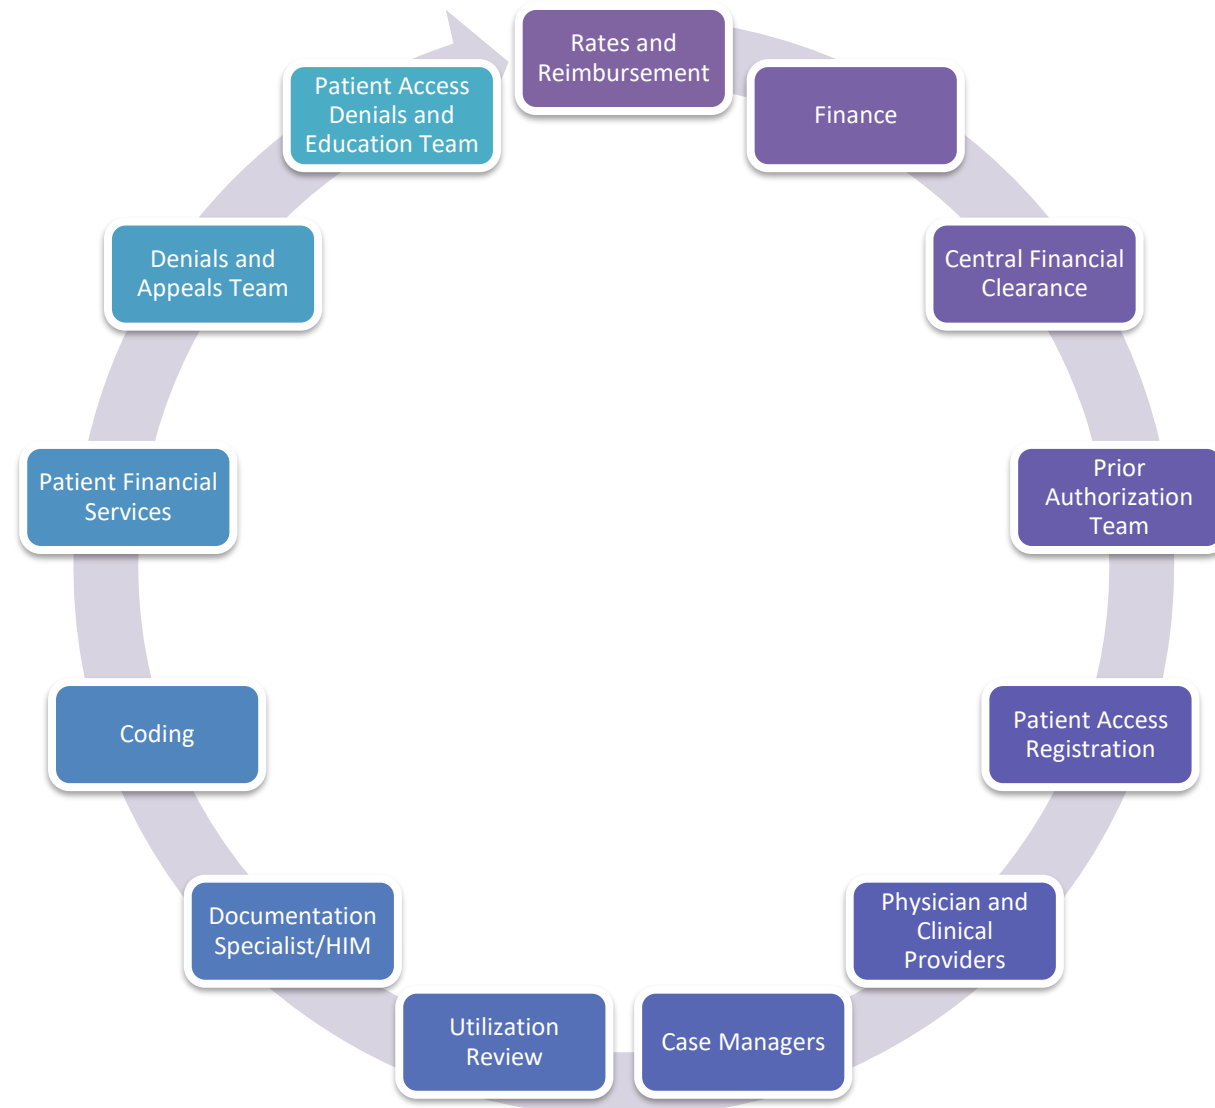 Rates and
Reimbursement
Finance
Central Financial
Clearance
Prior
Authorization
Team
Patient Access
Registration
Physician and
Clinical
Providers
Case Managers
Utilization
Review
Documentation
Specialist/HIM
Coding
Patient Financial
Services
Denials and
Appeals Team
Patient Access
Denials and
Education Team